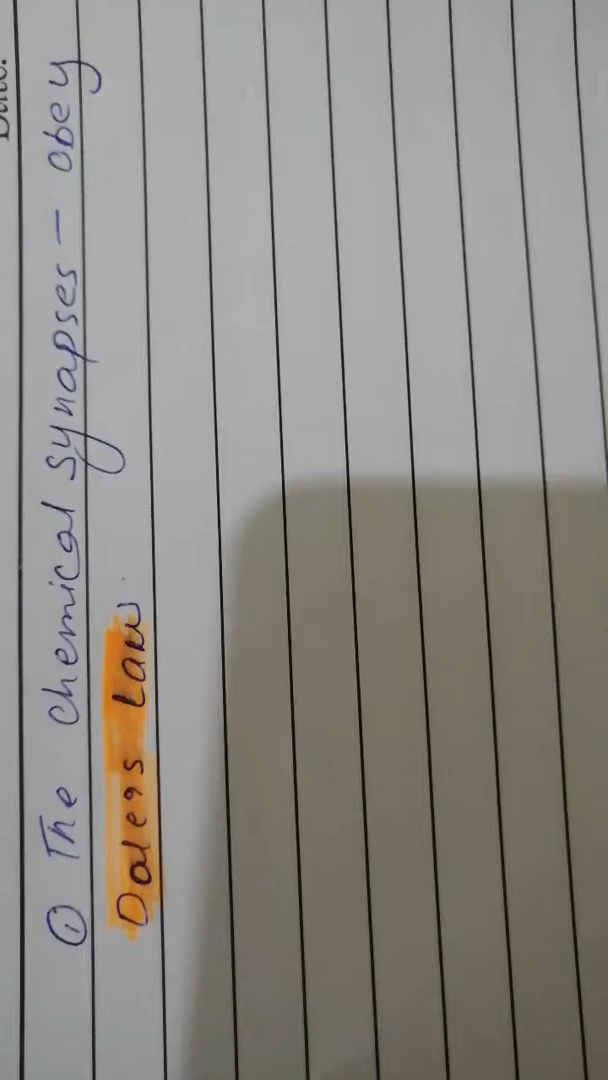 ① The chemical synapses - obey
Dale's Law.